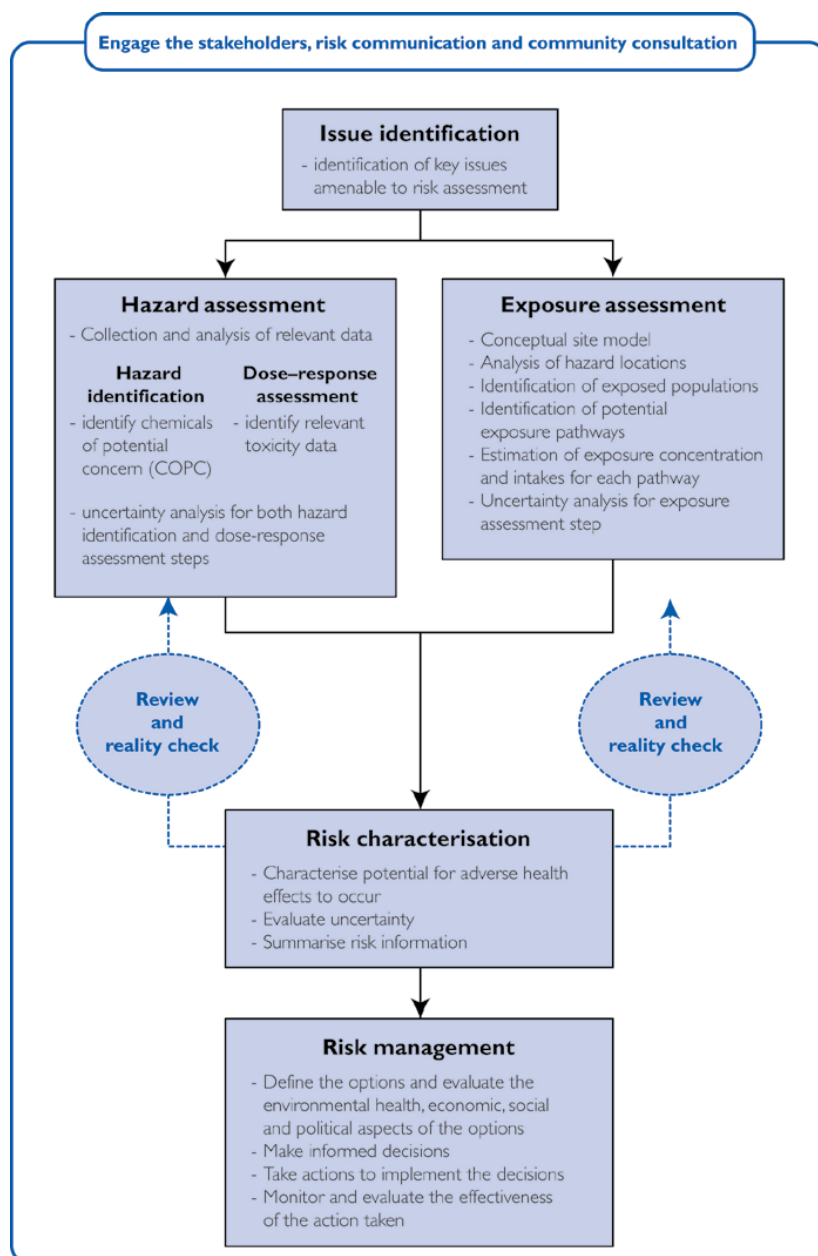 Engage the stakeholders, risk communication and community consultation
Issue identification
- identification of key issues
amenable to risk assessment
Hazard assessment
- Collection and analysis of relevant data
Hazard
identification
- identify chemicals
of potential
concern (COPC)
Dose–response
assessment
- identify relevant
toxicity data
- uncertainty analysis for both hazard
identification and dose-response
assessment steps
Exposure assessment
- Conceptual site model
- Analysis of hazard locations
- Identification of exposed populations
- Identification of potential
exposure pathways
- Estimation of exposure concentration
and intakes for each pathway
- Uncertainty analysis for exposure
assessment step
Review
and
reality check
Review
and
reality check
Risk characterisation
- Characterise potential for adverse health
effects to occur
- Evaluate uncertainty
- Summarise risk information
Risk management
- Define the options and evaluate the
environmental health, economic, social
and political aspects of the options
- Make informed decisions
- Take actions to implement the decisions
- Monitor and evaluate the effectiveness
of the action taken